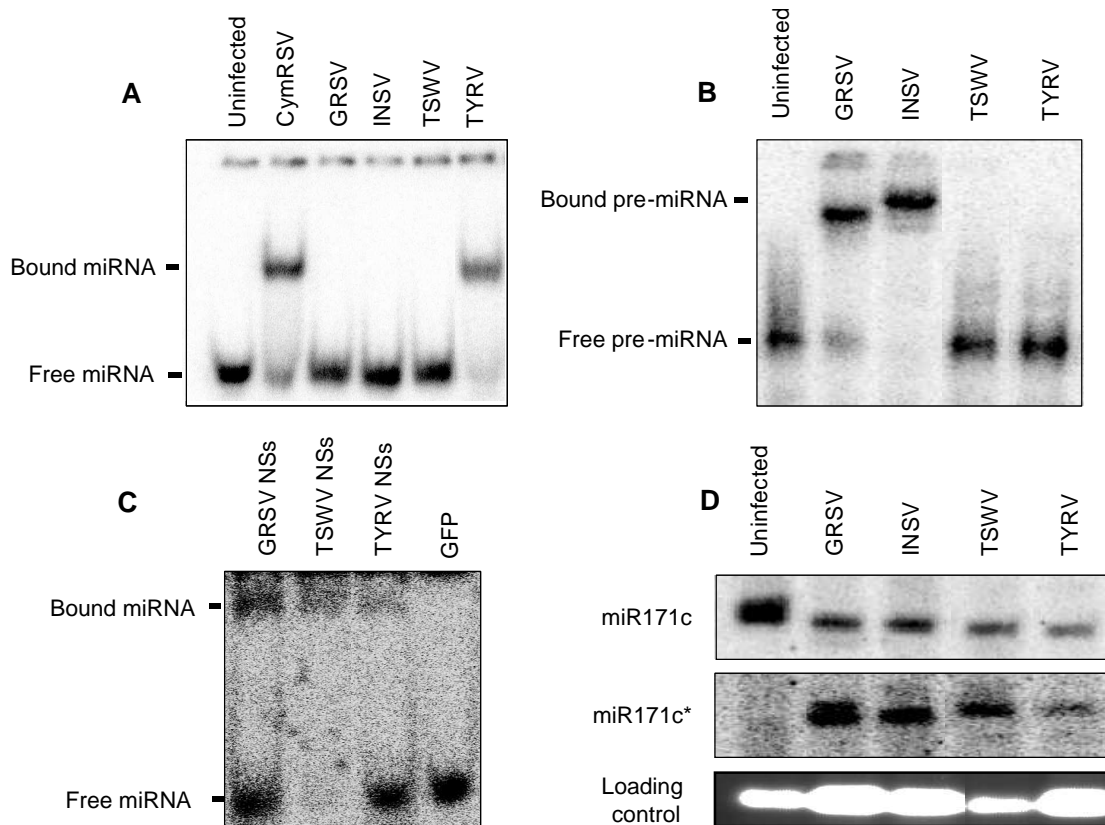 A
Uninfected
CymRSV
GRSV
INSV
TSWV
TYRV
Bound miRNA
Free miRNA
B
Uninfected
GRSV
INSV
TSWV
TYRV
Bound pre-miRNA
Free pre-miRNA
C
GRSV NSs
TSWV NSs
TYRV NSs
GFP
Bound miRNA
Free miRNA
D
Uninfected
GRSV
INSV
TSWV
TYRV
miR171c
miR171c*
Loading
control